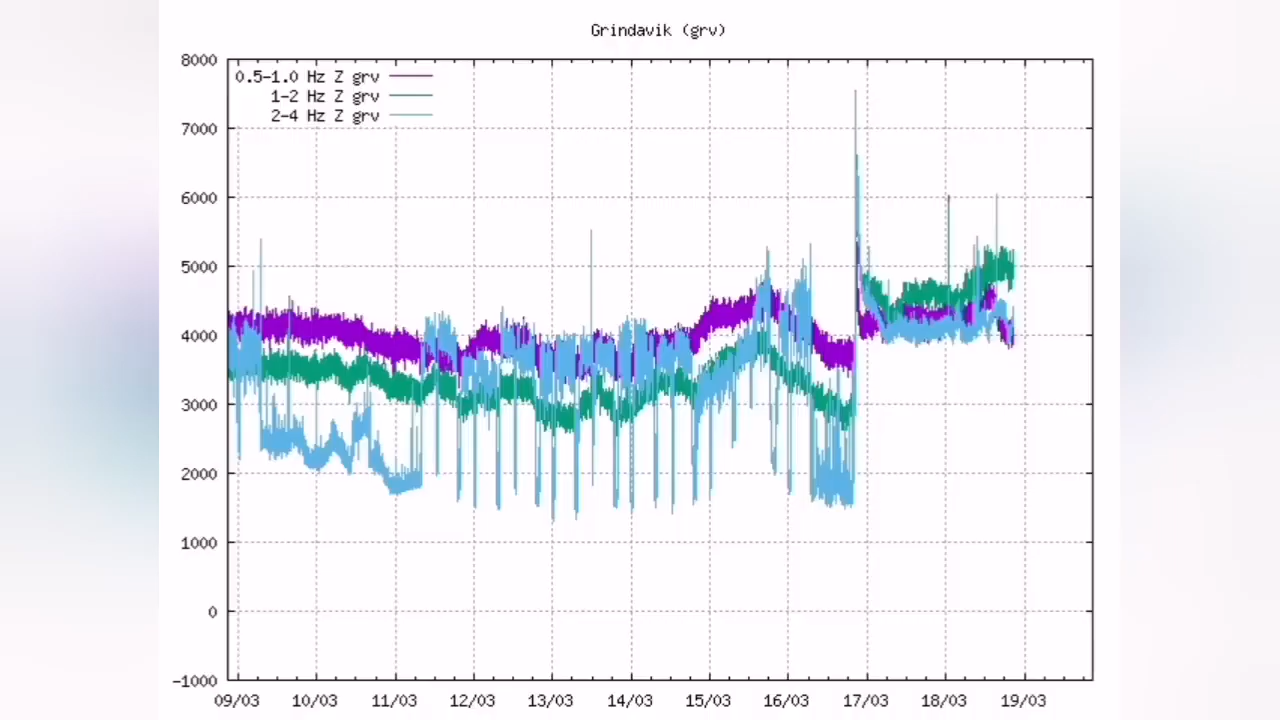 Grindavik (grv)
8000
0.5-1.0 Hz Z grv
1-2 Hz Z grv
2-4 Hz Z grv
7000
6000
5000
4000
3000
2000
1000
0
-1000
09/03 10/03 11/03 12/03 13/03 14/03 15/03 16/03 17/03 18/03 19/03